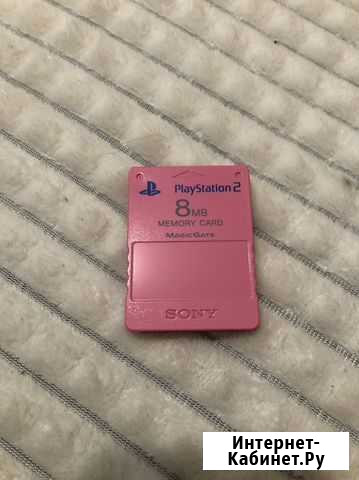 PlayStation 2
8MB
MEMORY CARD
MAGICGATE
SONY
Интернет-
Кабинет.Ру